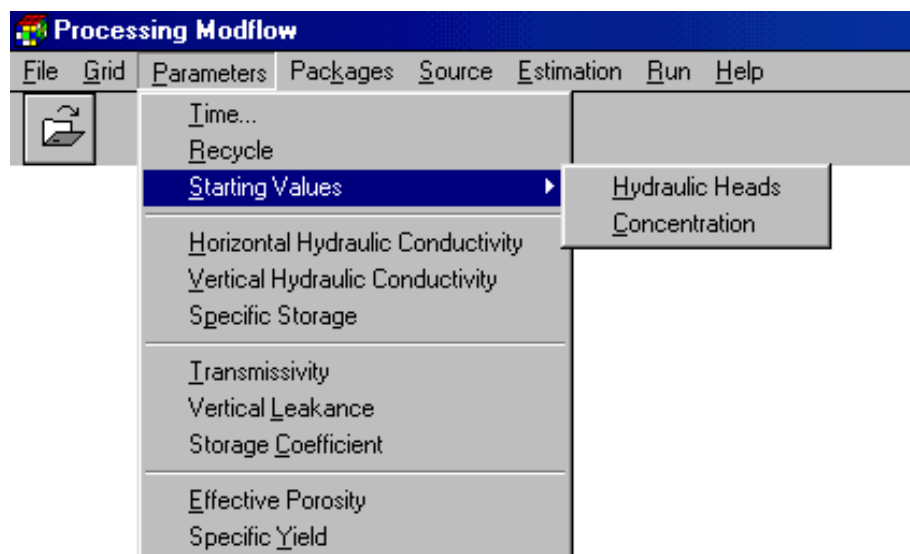 Processing Modflow
File Grid Parameters Packages Source Estimation Run Help
Time...
Recycle
Starting Values
Hydraulic Heads
Concentration
Horizontal Hydraulic Conductivity
Vertical Hydraulic Conductivity
Specific Storage
Transmissivity
Vertical Leakance
Storage Coefficient
Effective Porosity
Specific Yield